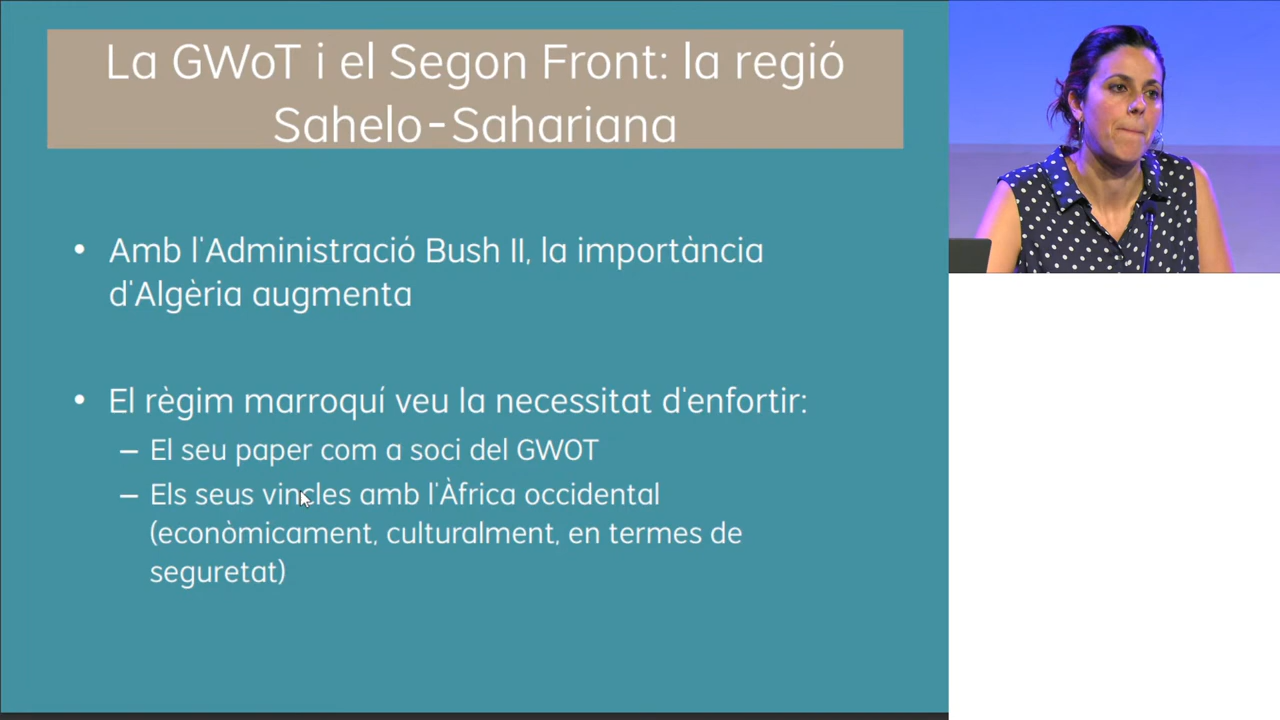 La GWoT i el Segon Front: la regió
Sahelo-Sahariana
• Amb l'Administració Bush II, la importància
d'Algèria augmenta
• El règim marroquí veu la necessitat d'enfortir:
– El seu paper com a soci del GWOT
– Els seus vincles amb l'Àfrica occidental
(econòmicament, culturalment, en termes de
seguretat)